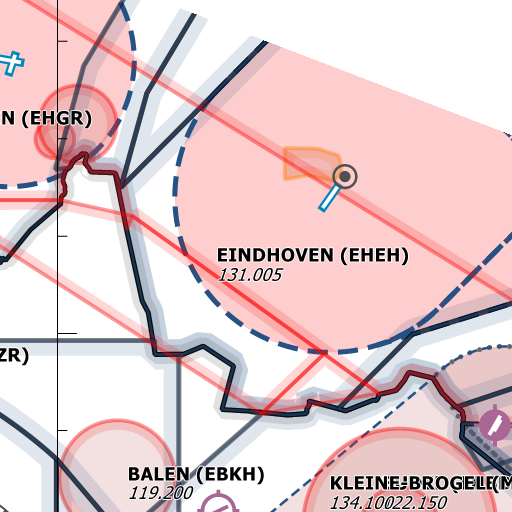 N (EHGR)
EINDHOVEN (EHEH)
131.005
ZR)
BALEN (EBKH)
119.200
KLEINE-BROGEL
134.10022.150